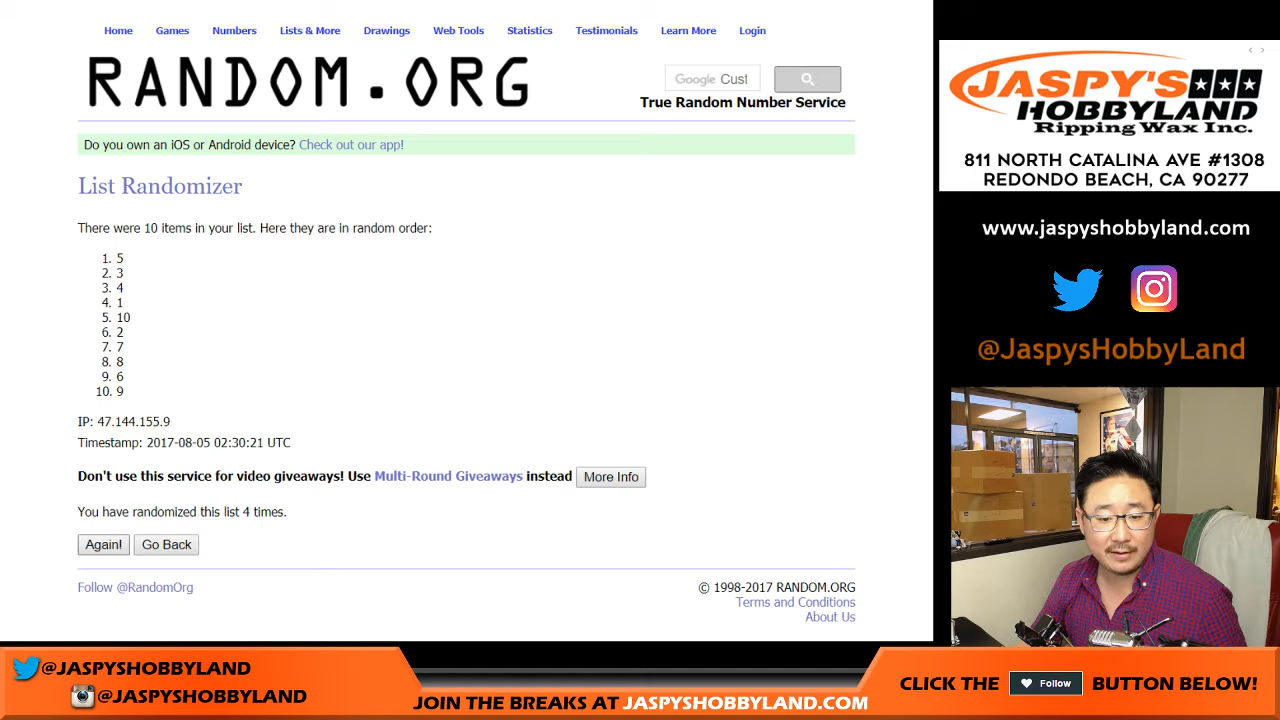 Home Games Numbers Lists & More Drawings Web Tools Statistics Testimonials Learn More Login
RANDOM.ORG
Google Cust
True Random Number Service
Do you own an iOS or Android device? Check out our app!
List Randomizer
There were 10 items in your list. Here they are in random order:
1. 5
2. 3
3. 4
4. 1
5. 10
6. 2
7. 7
8. 8
9. 6
10. 9
IP: 47.144.155.9
Timestamp: 2017-08-05 02:30:21 UTC
Don't use this service for video giveaways! Use Multi-Round Giveaways instead More Info
You have randomized this list 4 times.
Again! Go Back
Follow @RandomOrg
© 1998-2017 RANDOM.ORG
Terms and Conditions
About Us
JASPY'S
HOBBYLAND
Ripping Wax Inc.
811 NORTH CATALINA AVE #1308
REDONDO BEACH, CA 90277
www.jaspyshobbyland.com
@JaspysHobbyLand
@JASPYSHOBBYLAND
@JASPYSHOBBYLAND
JOIN THE BREAKS AT JASPYSHOBBYLAND.COM
CLICK THE Follow BUTTON BELOW!